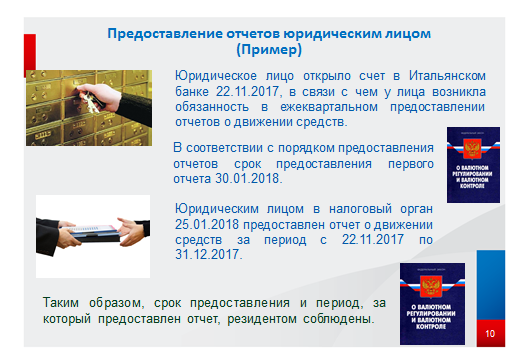 Предоставление отчетов юридическим лицом
(Пример)
Юридическое лицо открыло счет в Итальянском
банке 22.11.2017, в связи с чем у лица возникла
обязанность в ежеквартальном предоставлении
отчетов о движении средств.
В соответствии с порядком предоставления
отчетов срок предоставления первого
отчета 30.01.2018.
О ВАЛЮТНОМ
РЕГУЛИРОВАНИИ
И ВАЛЮТНОМ
КОНТРОЛЕ
Юридическим лицом в налоговый орган
25.01.2018 предоставлен отчет о движении
средств за период с 22.11.2017 по
31.12.2017.
Таким образом, срок предоставления и период, за
который предоставлен отчет, резидентом соблюдены.
О ВАЛЮТНОМ
РЕГУЛИРОВАНИИ
И ВАЛЮТНОМ
КОНТРОЛЕ
10